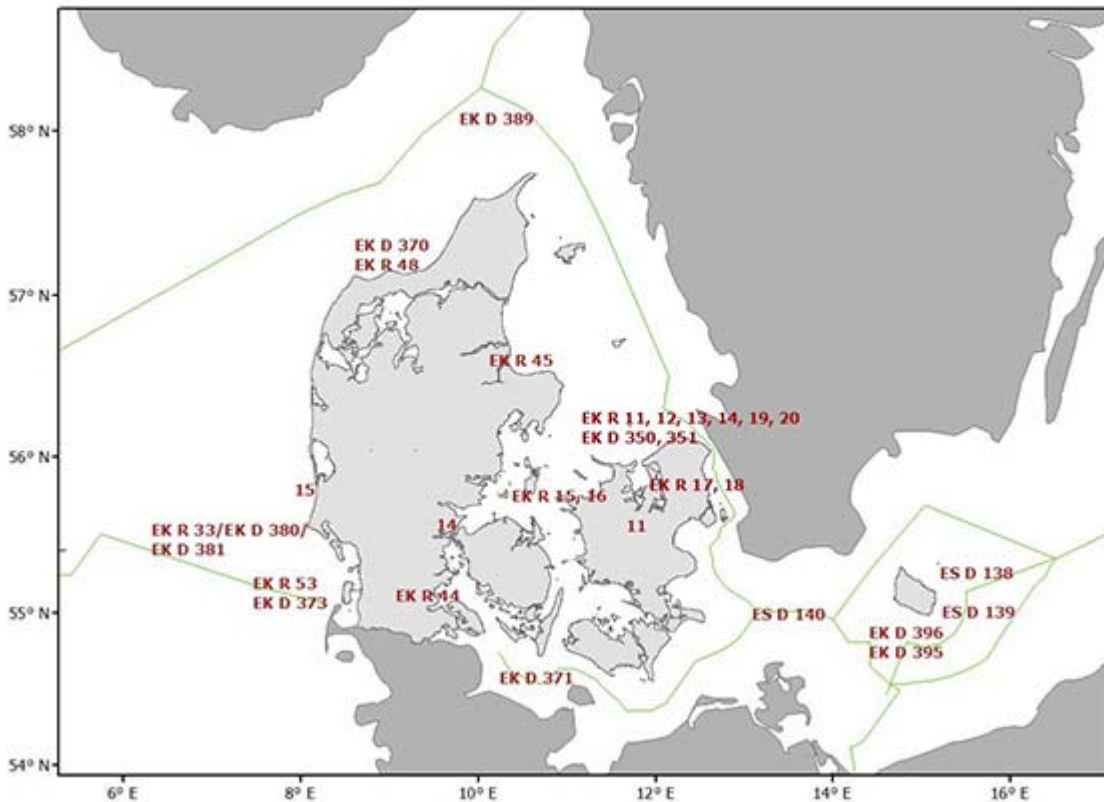 58° N
EK D 389
EK D 370
EK R 48
57° N
EK R 45
EK R 11, 12, 13, 14, 19, 20
EK D 350, 351
56° N
15
EK R 17, 18
EK R 15, 16
14
11
EK R 33/EK D 380/
EK D 381
EK R 53
EK D 373
EK R 44
ES D 138
55° N
ES D 140
ES D 139
EK D 396
EK D 395
EK D 371
54° N
6° E
8° E
10° E
12° E
14° E
16° E